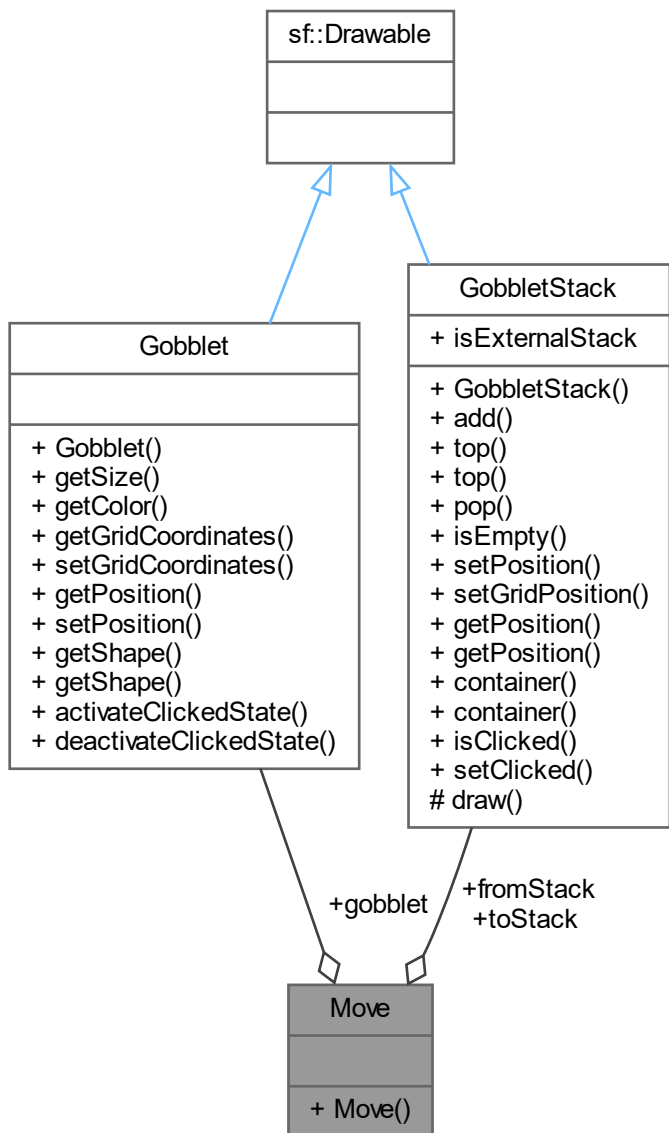 sf::Drawable
GobbletStack
+ isExternalStack
+ GobbletStack()
+ add()
+ top()
+ top()
+ pop()
+ isEmpty()
+ setPosition()
+ setGridPosition()
+ getPosition()
+ getPosition()
+ container()
+ container()
+ isClicked()
+ setClicked()
# draw()
Gobblet
+ Gobblet()
+ getSize()
+ getColor()
+ getGridCoordinates()
+ setGridCoordinates()
+ getPosition()
+ setPosition()
+ getShape()
+ getShape()
+ activateClickedState()
+ deactivateClickedState()
+gobblet
+fromStack
+toStack
Move
+ Move()